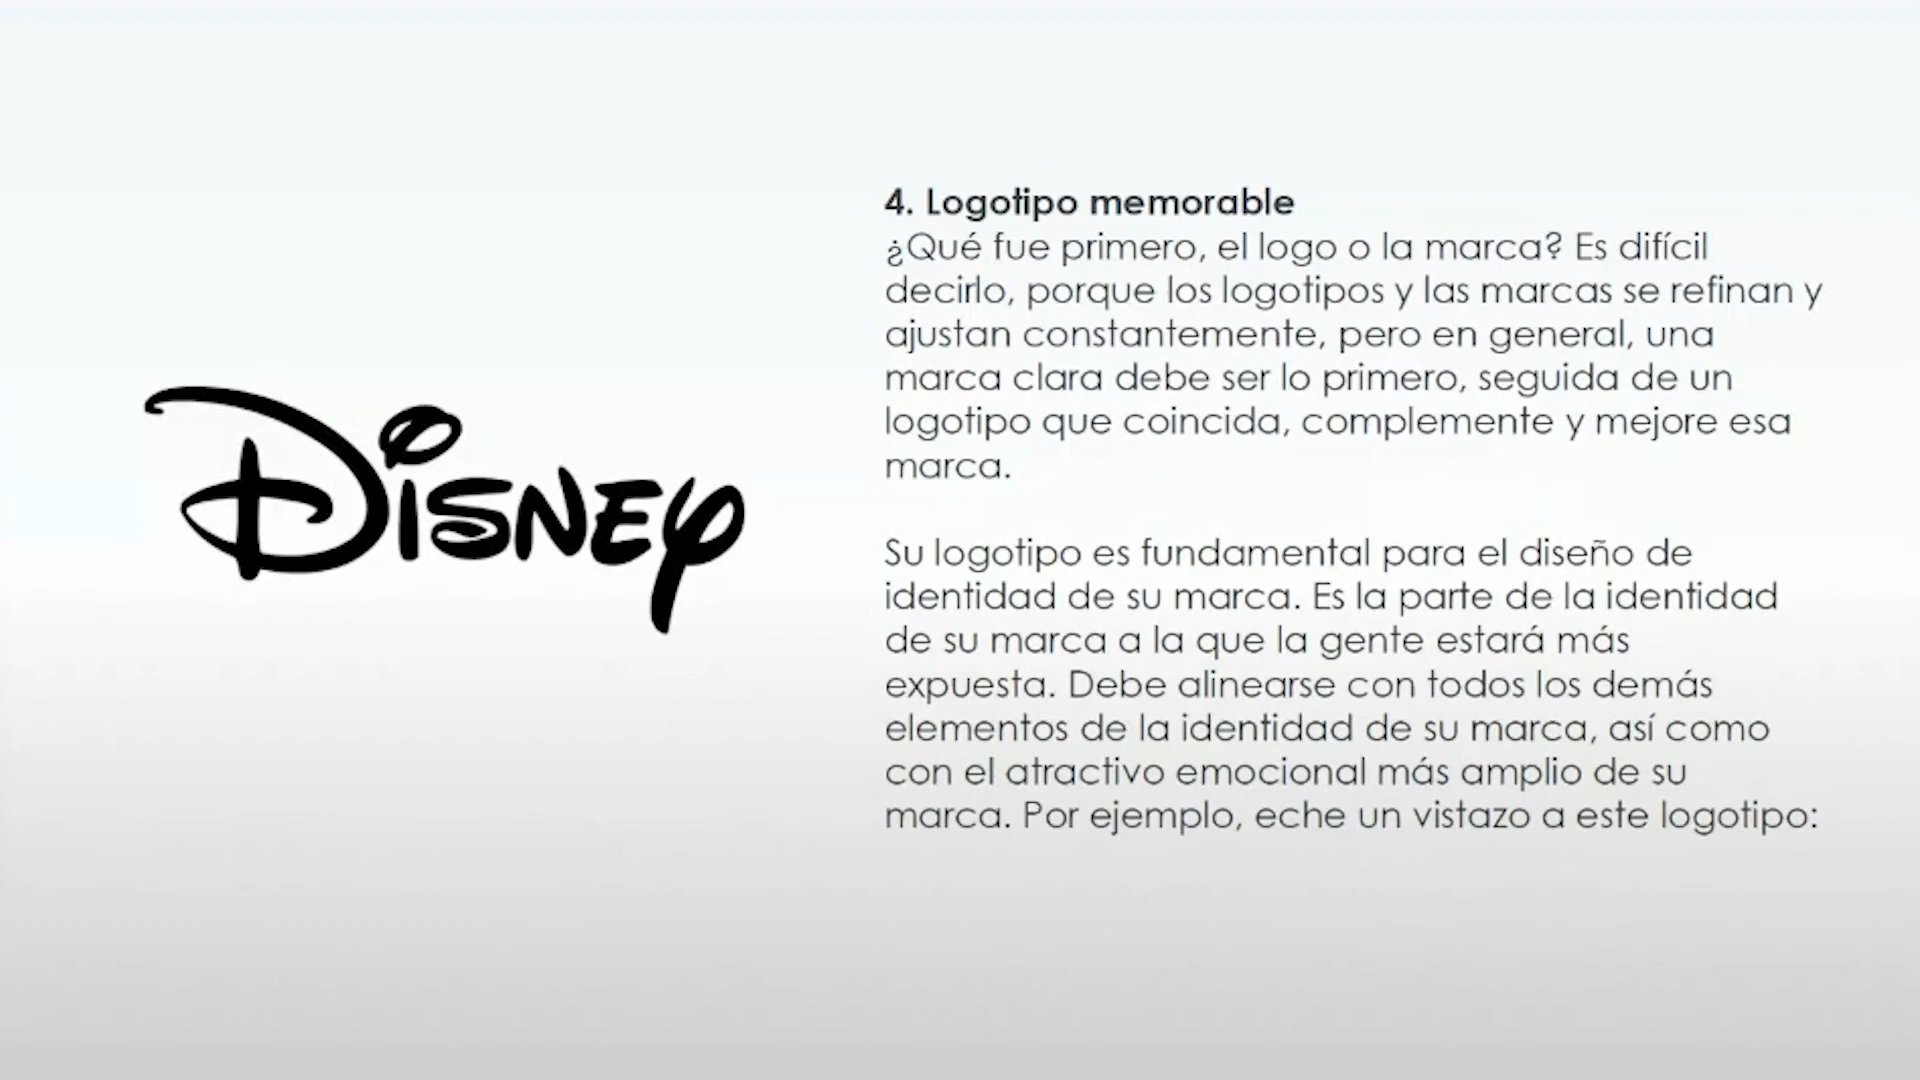 Disney
4. Logotipo memorable
¿Qué fue primero, el logo o la marca? Es difícil
decirlo, porque los logotipos y las marcas se refinan y
ajustan constantemente, pero en general, una
marca clara debe ser lo primero, seguida de un
logotipo que coincida, complemente y mejore esa
marca.
Su logotipo es fundamental para el diseño de
identidad de su marca. Es la parte de la identidad
de su marca a la que la gente estará más
expuesta. Debe alinearse con todos los demás
elementos de la identidad de su marca, así como
con el atractivo emocional más amplio de su
marca. Por ejemplo, eche un vistazo a este logotipo: